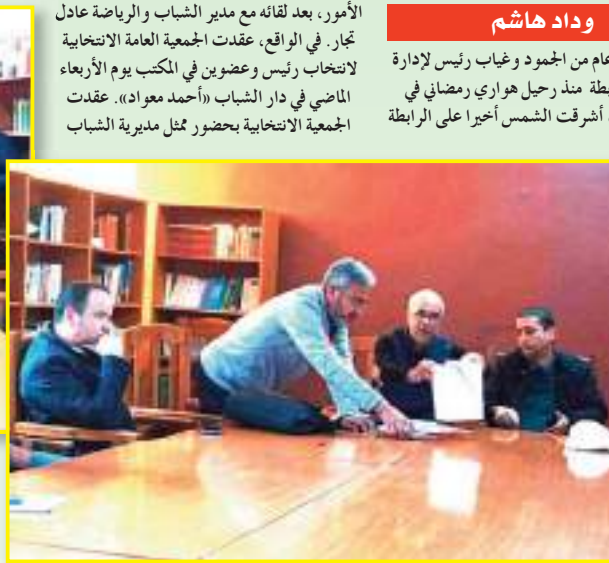 وداد هاشم
عام من الجمود وغياب رئيس لإدارة
منذ رحيل هواري رمضاني في
أشرقت الشمس أخيرا على الرابطة
الأمور، بعد لقائه مع مدير الشباب والرياضة عادل
تجار. في الواقع، عقدت الجمعية العامة الانتخابية
لانتخاب رئيس وعضوين في المكتب يوم الأربعاء
الماضي في دار الشباب «أحمد معواد». عقدت
الجمعية الانتخابية بحضور ممثل مديرية الشباب